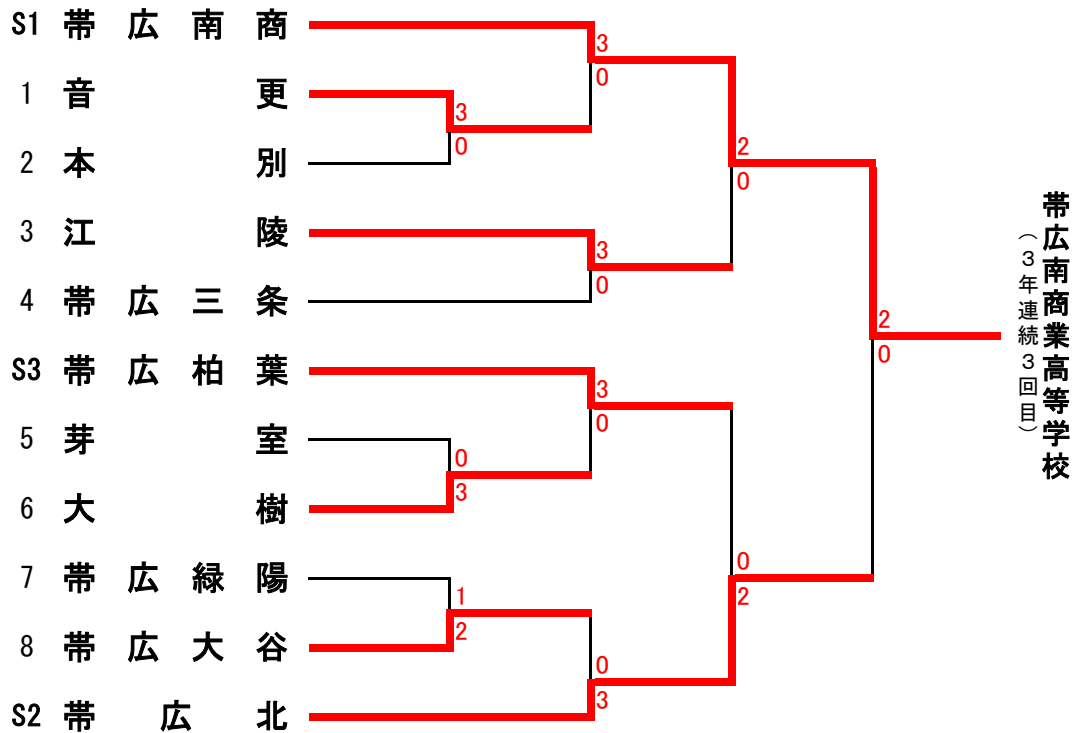 S1 帯広南商
1 音更
2 本別
3 江陵
4 帯広三条
S3 帯広柏葉
5 芽室
6 大樹
7 帯広緑陽
8 帯広大谷
S2 帯広北
3
0
3
0
3
0
3
0
0
3
1
2
0
3
2
0
0
2
2
0
帯広南商業高等学校
（３年連続３回目）